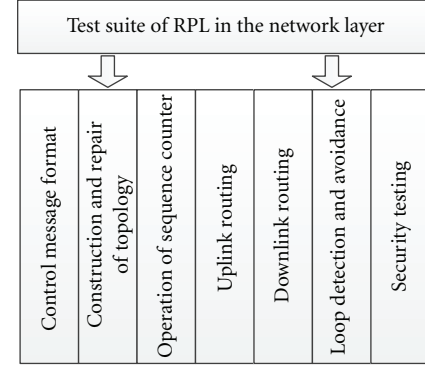 Test suite of RPL in the network layer
Control message format
Construction and repair
of topology
Operation of sequence counter
Uplink routing
Downlink routing
Loop detection and avoidance
Security testing